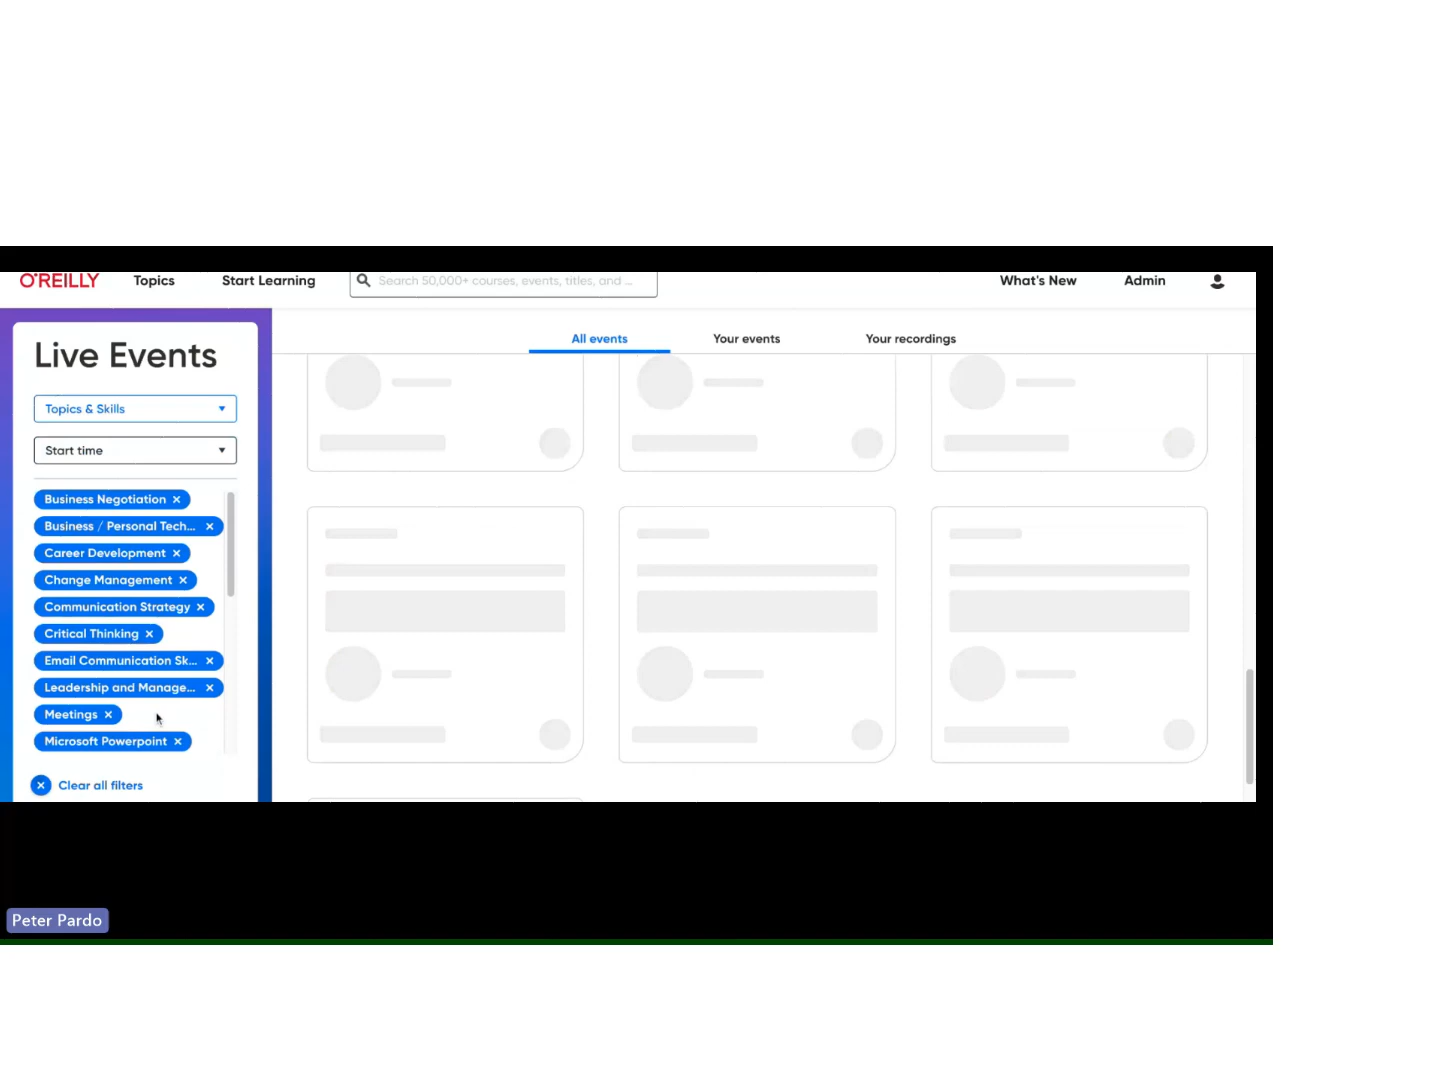 O'REILLY Topics Start Learning Search 50,000+ courses, events, titles, and ... What's New Admin
Live Events
All events Your events Your recordings
Topics & Skills
Start time
Business Negotiation ×
Business / Personal Tech... ×
Career Development ×
Change Management ×
Communication Strategy ×
Critical Thinking ×
Email Communication Sk... ×
Leadership and Manage... ×
Meetings ×
Microsoft Powerpoint ×
Clear all filters
Peter Pardo